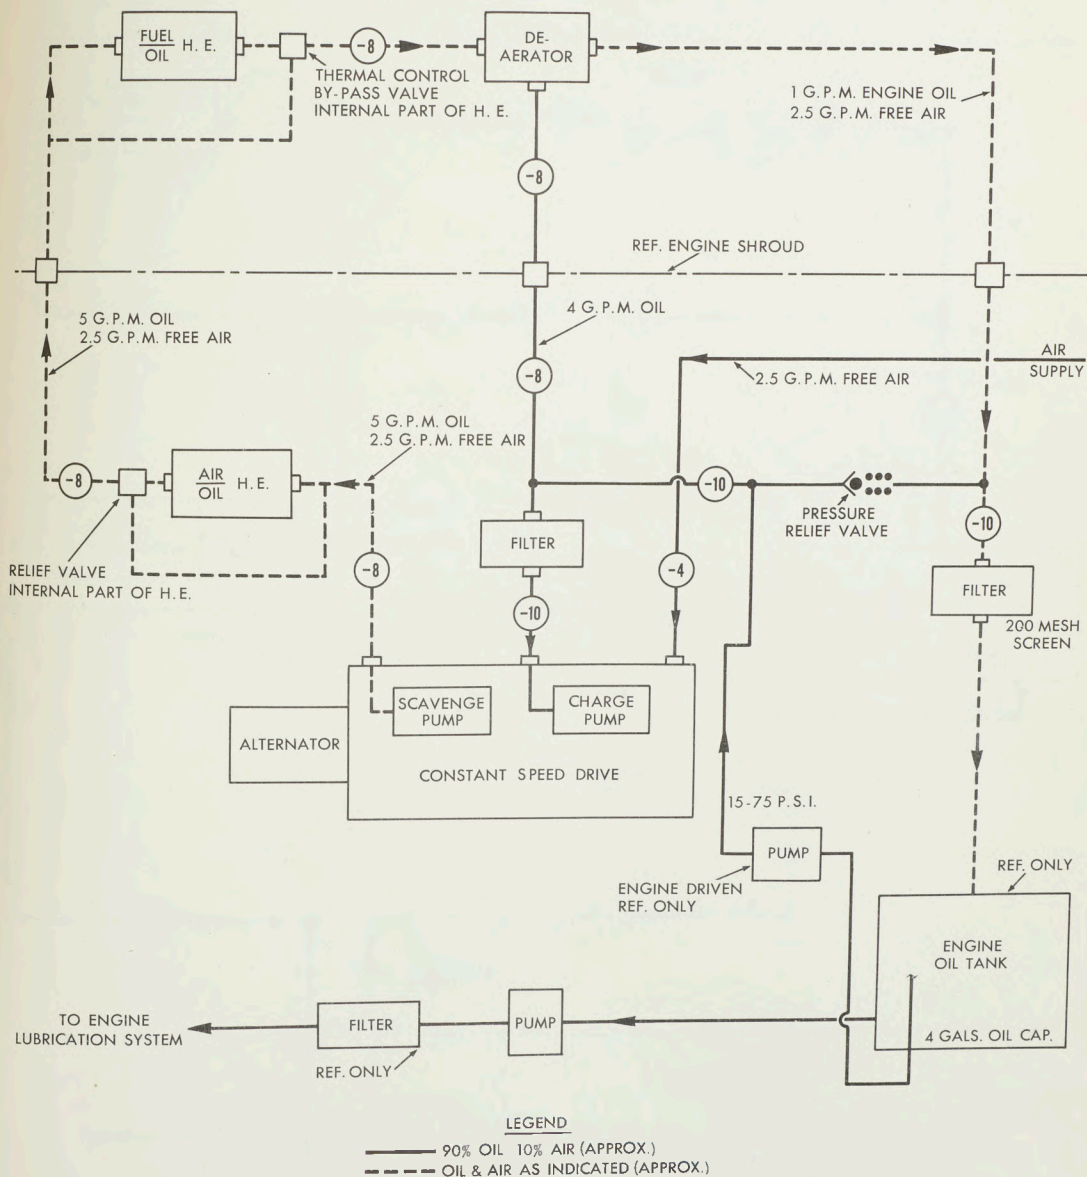 FUEL
OIL H. E.
-8
DE-
AERATOR
THERMAL CONTROL
BY-PASS VALVE
INTERNAL PART OF H. E.
1 G.P.M. ENGINE OIL
2.5 G.P.M. FREE AIR
-8
REF. ENGINE SHROUD
5 G.P.M. OIL
2.5 G.P.M. FREE AIR
4 G.P.M. OIL
-8
2.5 G.P.M. FREE AIR
AIR
SUPPLY
5 G.P.M. OIL
2.5 G.P.M. FREE AIR
-8
AIR
OIL H.E.
-10
PRESSURE
RELIEF VALVE
-10
FILTER
RELIEF VALVE
INTERNAL PART OF H.E.
-8
-10
-4
FILTER
200 MESH
SCREEN
SCAVENGE
PUMP
CHARGE
PUMP
ALTERNATOR
CONSTANT SPEED DRIVE
15-75 P.S.I.
PUMP
ENGINE DRIVEN
REF. ONLY
REF. ONLY
ENGINE
OIL TANK
4 GALS. OIL CAP.
TO ENGINE
LUBRICATION SYSTEM
FILTER
PUMP
REF. ONLY
LEGEND
90% OIL 10% AIR (APPROX.)
OIL & AIR AS INDICATED (APPROX.)